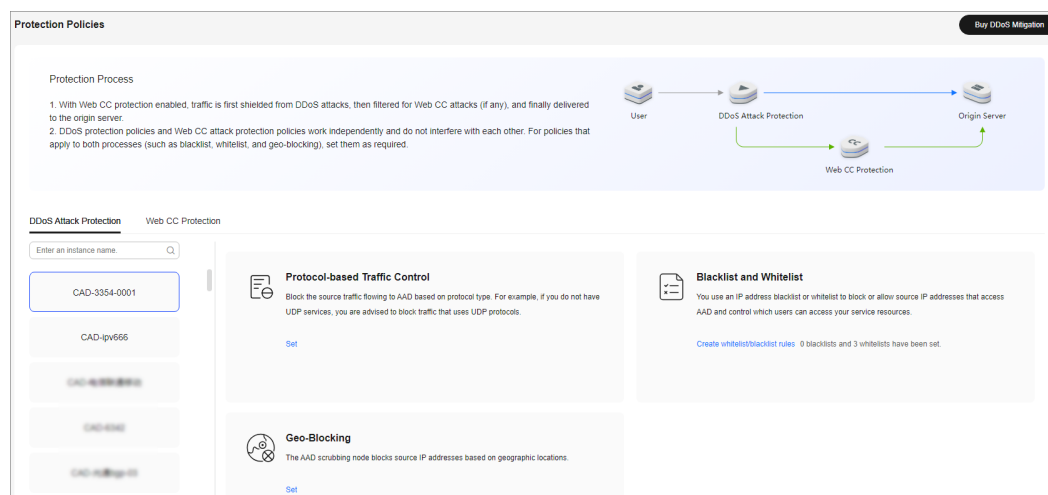 Protection Policies
Buy DDoS Mitigation
Protection Process
1. With Web CC protection enabled, traffic is first shielded from DDoS attacks, then filtered for Web CC attacks (if any), and finally delivered
to the origin server.
2. DDoS protection policies and Web CC attack protection policies work independently and do not interfere with each other. For policies that
apply to both processes (such as blacklist, whitelist, and geo-blocking), set them as required.
User
DDoS Attack Protection
Origin Server
CC
Web CC Protection
DDoS Attack Protection
Web CC Protection
Enter an instance name.
CAD-3354-0001
CAD-ipv666
Protocol-based Traffic Control
Block the source traffic flowing to AAD based on protocol type. For example, if you do not have
UDP services, you are advised to block traffic that uses UDP protocols.
Set
Blacklist and Whitelist
You use an IP address blacklist or whitelist to block or allow source IP addresses that access
AAD and control which users can access your service resources.
Create whitelist/blacklist rules 0 blacklists and 3 whitelists have been set.
Geo-Blocking
The AAD scrubbing node blocks source IP addresses based on geographic locations.
Set